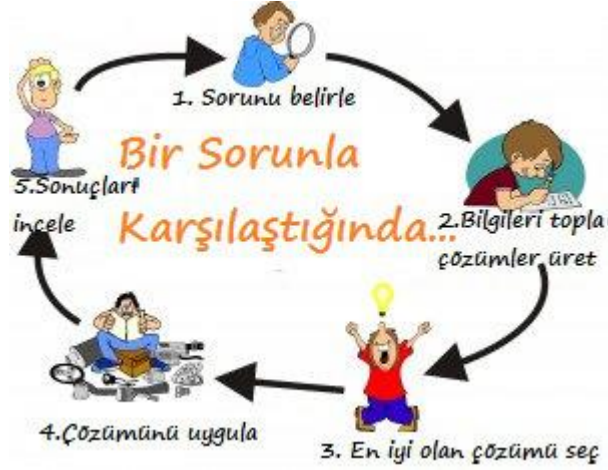 Bir Sorunla
Karşılaştığında...
1. Sorunu belirle
2.Bilgileri topla
çözümler üret
3. En iyi olan çözümü seç
4.Çözümünü uygula
5.Sonuçları
incele